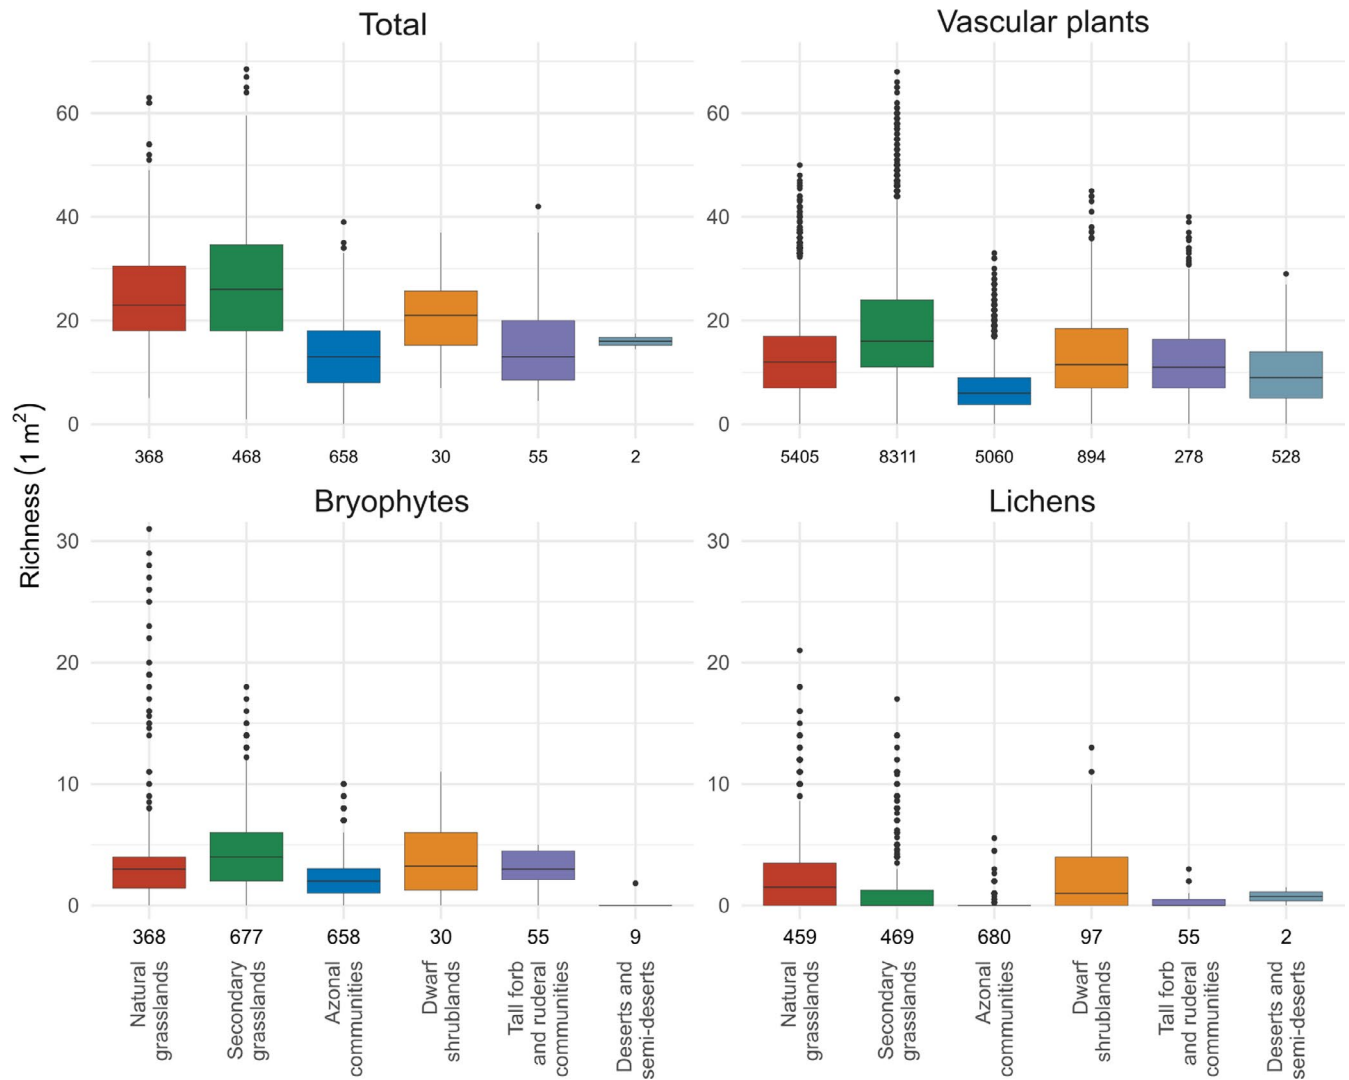 Total
Vascular plants
60
40
20
0
60
40
20
0
368 468 658 30 55 2
5405 8311 5060 894 278 528
Richness (1 m²)
Bryophytes
Lichens
30
20
10
0
30
20
10
0
368 677 658 30 55 9
459 469 680 97 55 2
Natural
grasslands
Secondary
grasslands
Azonal
communities
Dwarf
shrublands
Tall forb
and ruderal
communities
Deserts and
semi-deserts
Natural
grasslands
Secondary
grasslands
Azonal
communities
Dwarf
shrublands
Tall forb
and ruderal
communities
Deserts and
semi-deserts